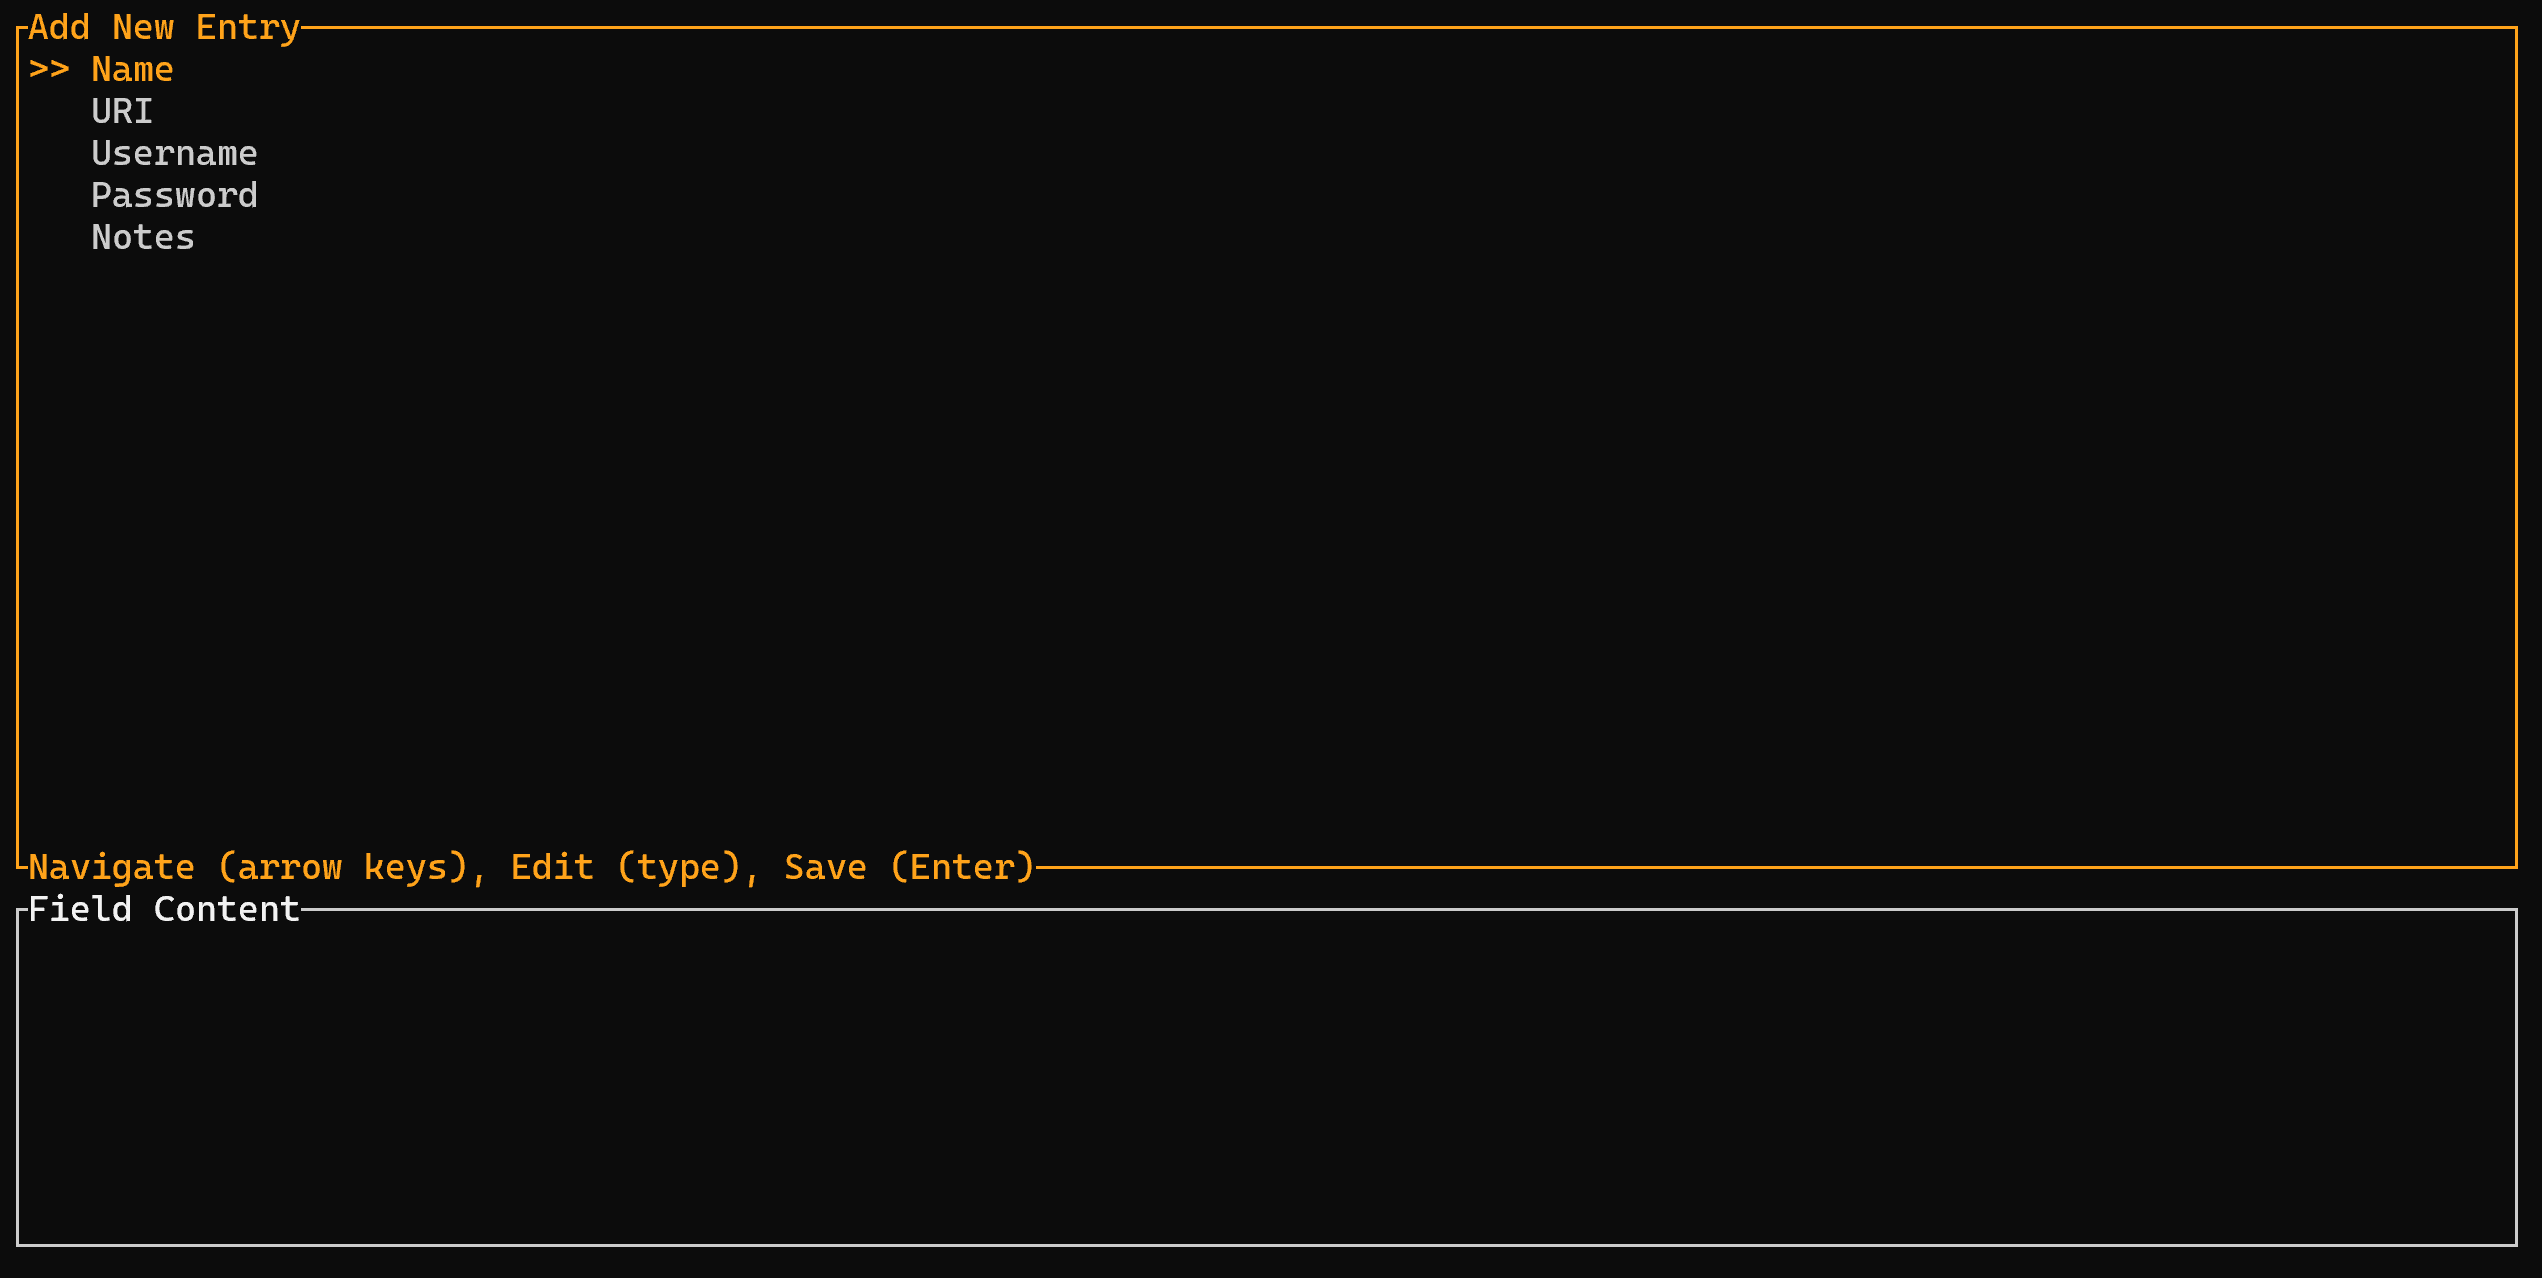 Add New Entry
>> Name
URI
Username
Password
Notes
Navigate (arrow keys), Edit (type), Save (Enter)
Field Content